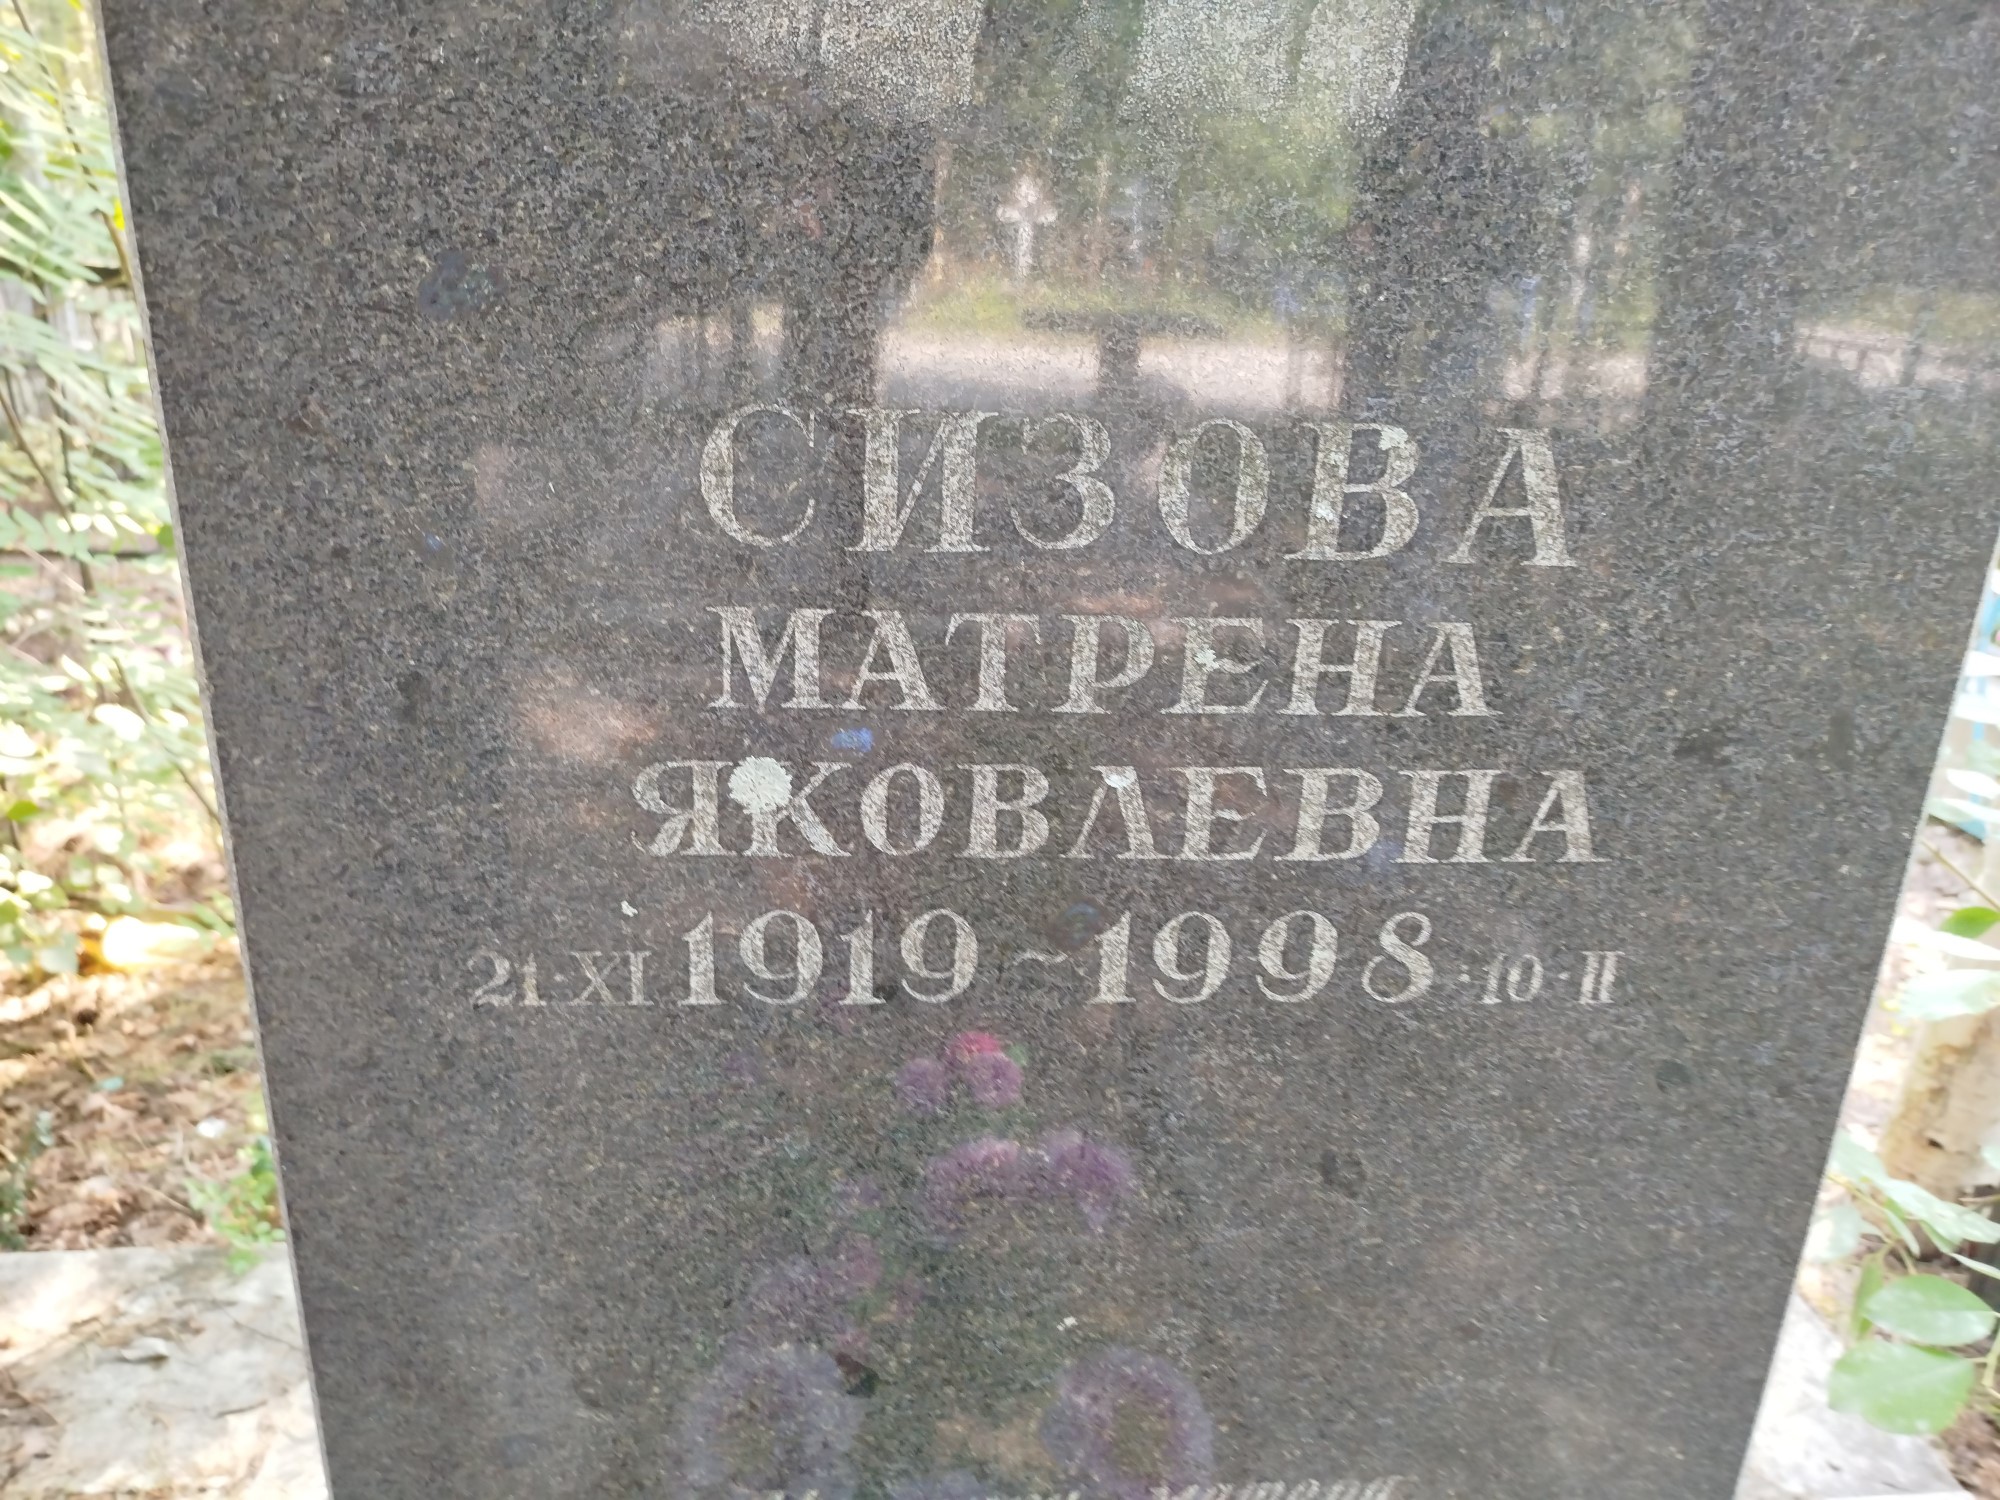 СИЗОВА
МАТРЕНА
ЯКОВЛЕВНА
21·XI 1919~1998·10·II